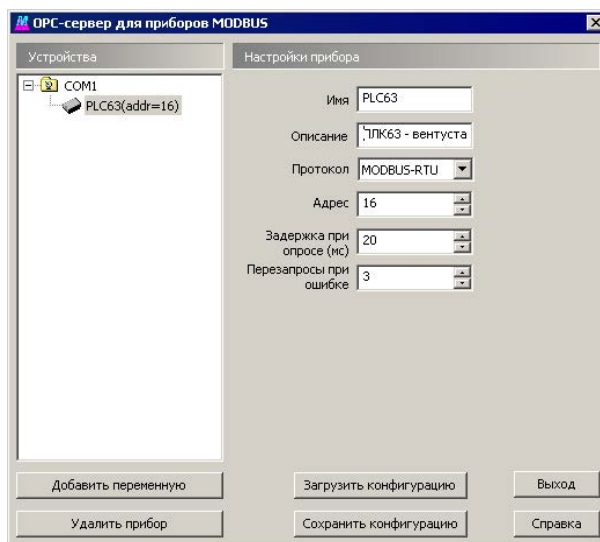 OPC-сервер для приборов MODBUS
Устройства
Настройки прибора
COM1
PLC63(addr=16)
Имя
PLC63
Описание
ПЛК63 - вентуста
Протокол
MODBUS-RTU
Адрес
16
Задержка при
опросе (мс)
20
Перезапросы при
ошибке
3
Добавить переменную
Загрузить конфигурацию
Выход
Удалить прибор
Сохранить конфигурацию
Справка